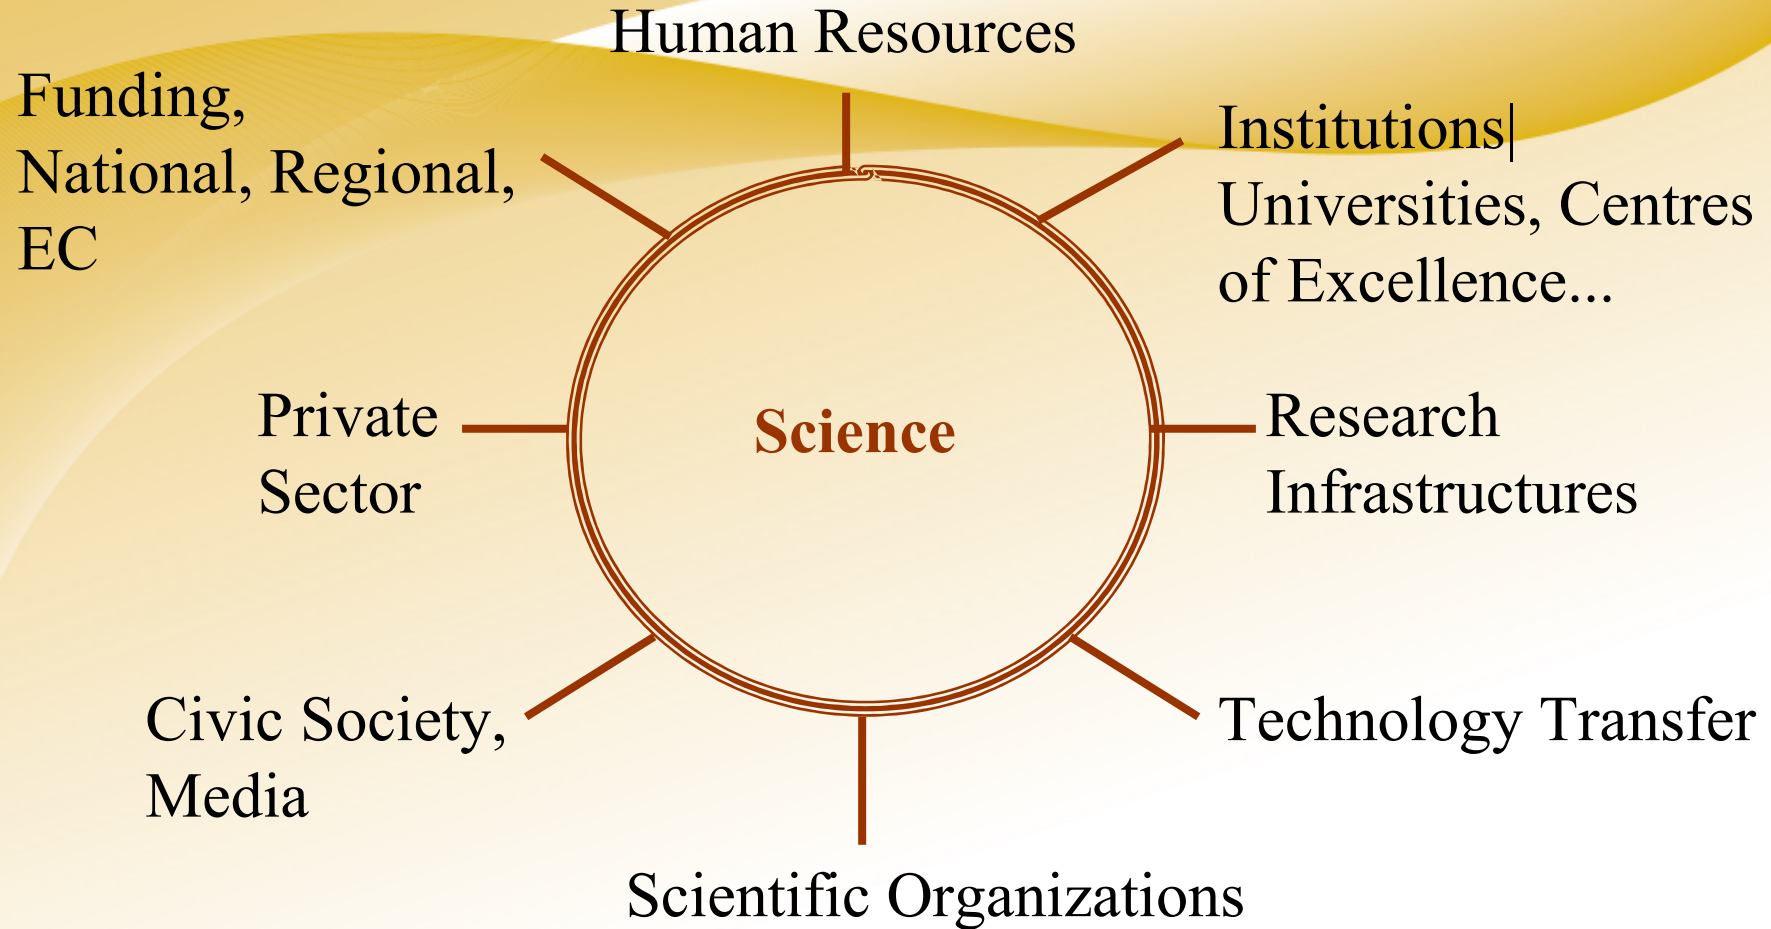 Human Resources
Funding,
National, Regional,
EC
Institutions|
Universities, Centres
of Excellence...
Private
Sector
Science
Research
Infrastructures
Civic Society,
Media
Technology Transfer
Scientific Organizations